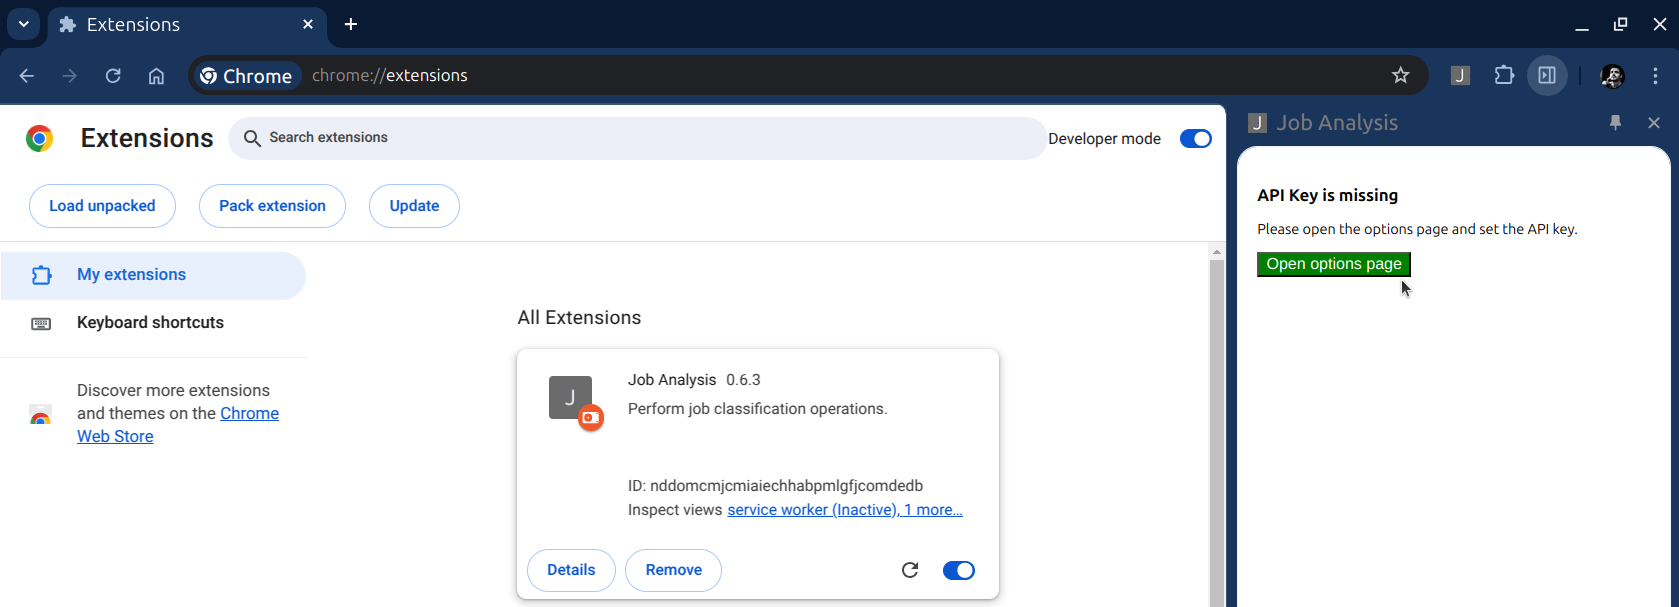 Extensions
Chrome
chrome://extensions
J
Extensions
Search extensions
Developer mode
Load unpacked
Pack extension
Update
My extensions
Keyboard shortcuts
Discover more extensions
and themes on the Chrome
Web Store
All Extensions
J
Job Analysis 0.6.3
Perform job classification operations.
ID: nddomcmjcmiaiechhabpmlgfjcomdedb
Inspect views service worker (Inactive), 1 more...
Details
Remove
J Job Analysis
API Key is missing
Please open the options page and set the API key.
Open options page